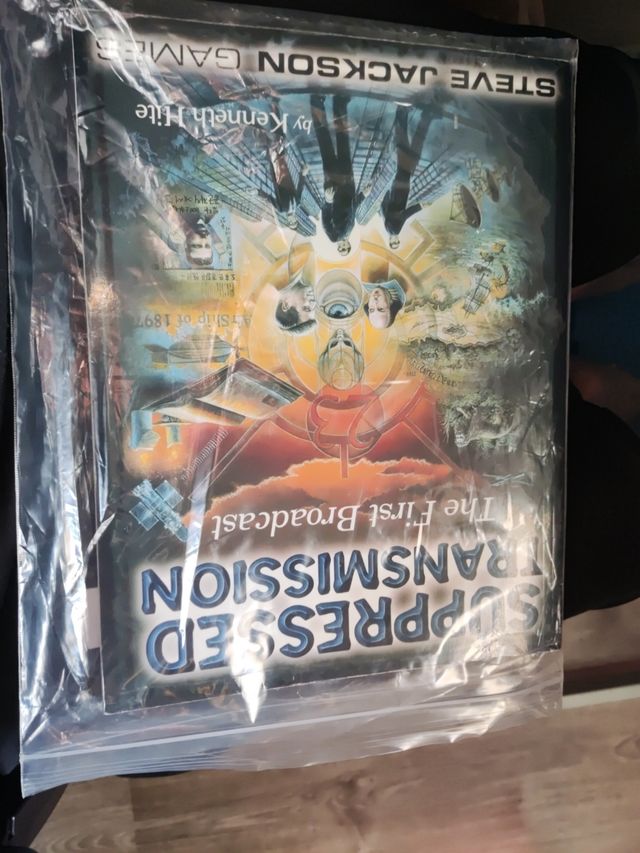 SUPPRESSED
TRANSMISSION
The First Broadcast
Airship of 1897
by Kenneth Hite
STEVE JACKSON GAMES